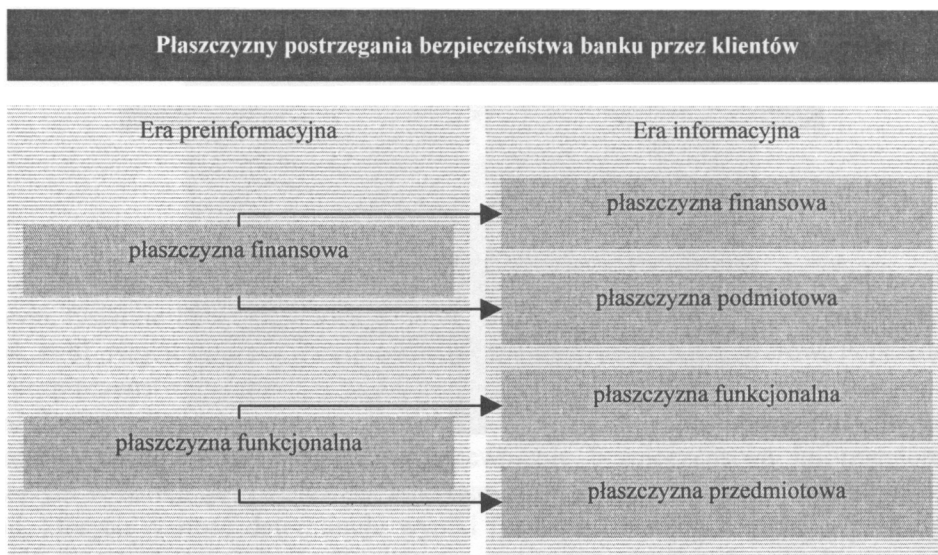 Płaszczyzny postrzegania bezpieczeństwa banku przez klientów
Era preinformacyjna
płaszczyzna finansowa
płaszczyzna funkcjonalna
Era informacyjna
płaszczyzna finansowa
płaszczyzna podmiotowa
płaszczyzna funkcjonalna
płaszczyzna przedmiotowa